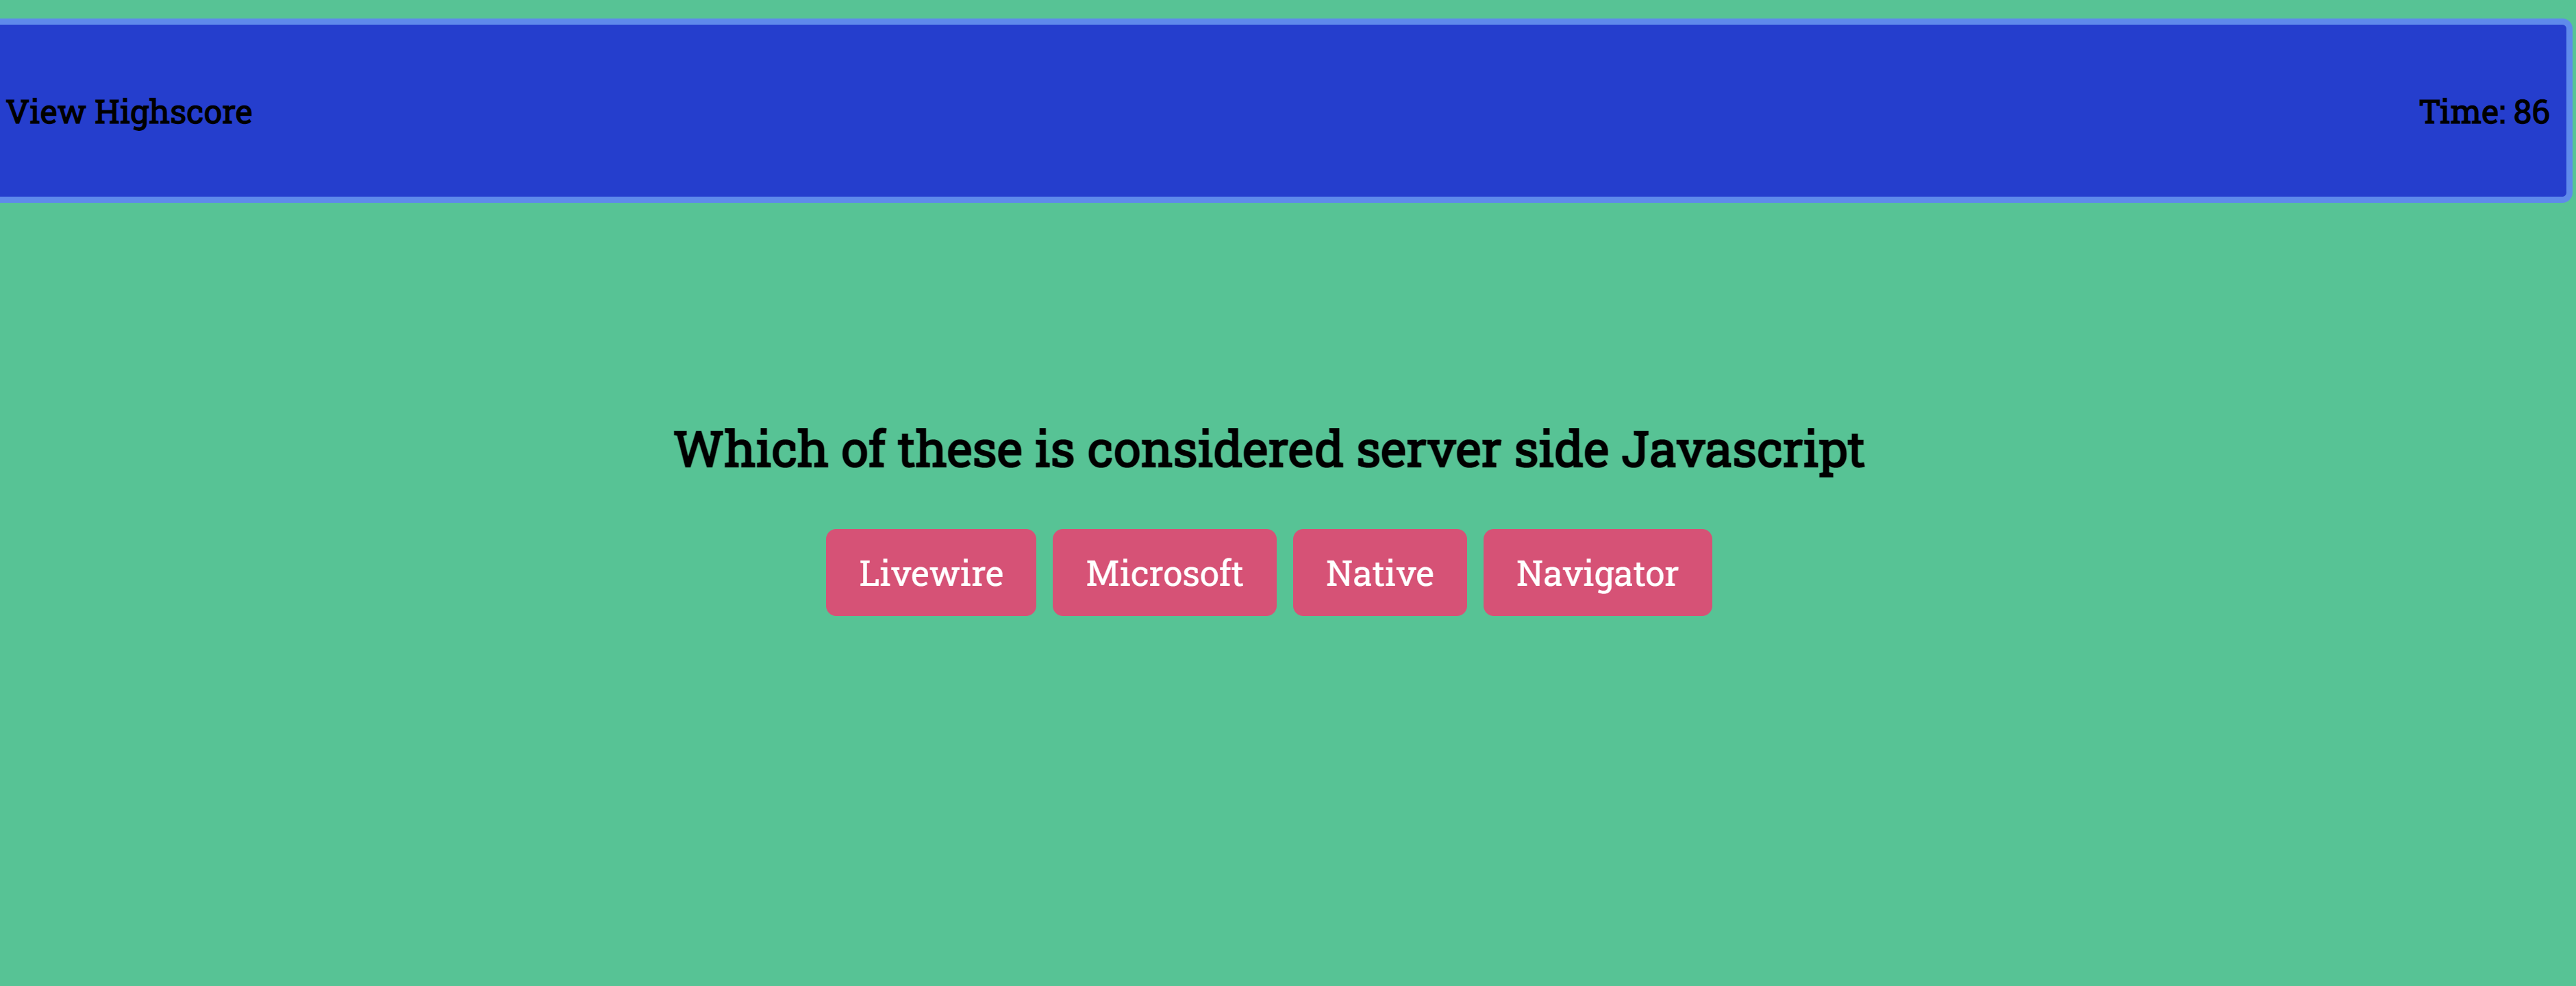 View Highscore
Time: 86
Which of these is considered server side Javascript
Livewire
Microsoft
Native
Navigator